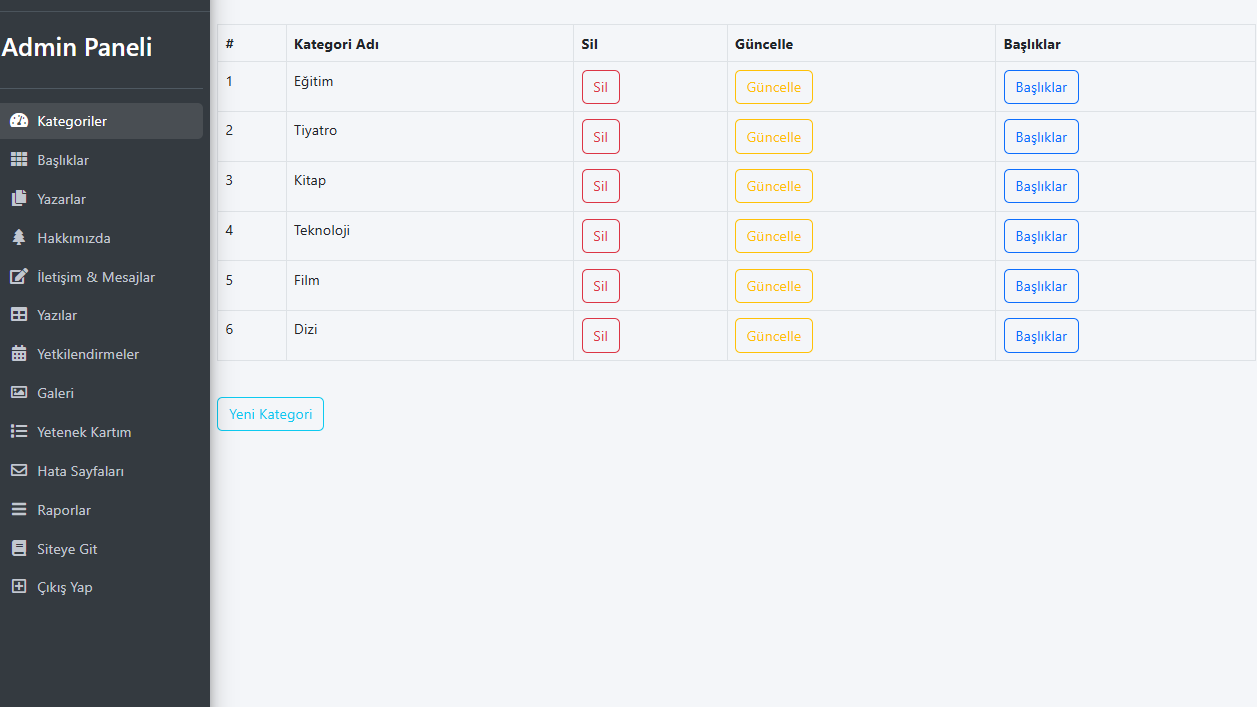 Admin Paneli
Kategoriler
Başlıklar
Yazarlar
Hakkımızda
İletişim & Mesajlar
Yazılar
Yetkilendirmeler
Galeri
Yetenek Kartım
Hata Sayfaları
Raporlar
Siteye Git
Çıkış Yap
# Kategori Adı Sil Güncelle Başlıklar
1 Eğitim Sil Güncelle Başlıklar
2 Tiyatro Sil Güncelle Başlıklar
3 Kitap Sil Güncelle Başlıklar
4 Teknoloji Sil Güncelle Başlıklar
5 Film Sil Güncelle Başlıklar
6 Dizi Sil Güncelle Başlıklar
Yeni Kategori